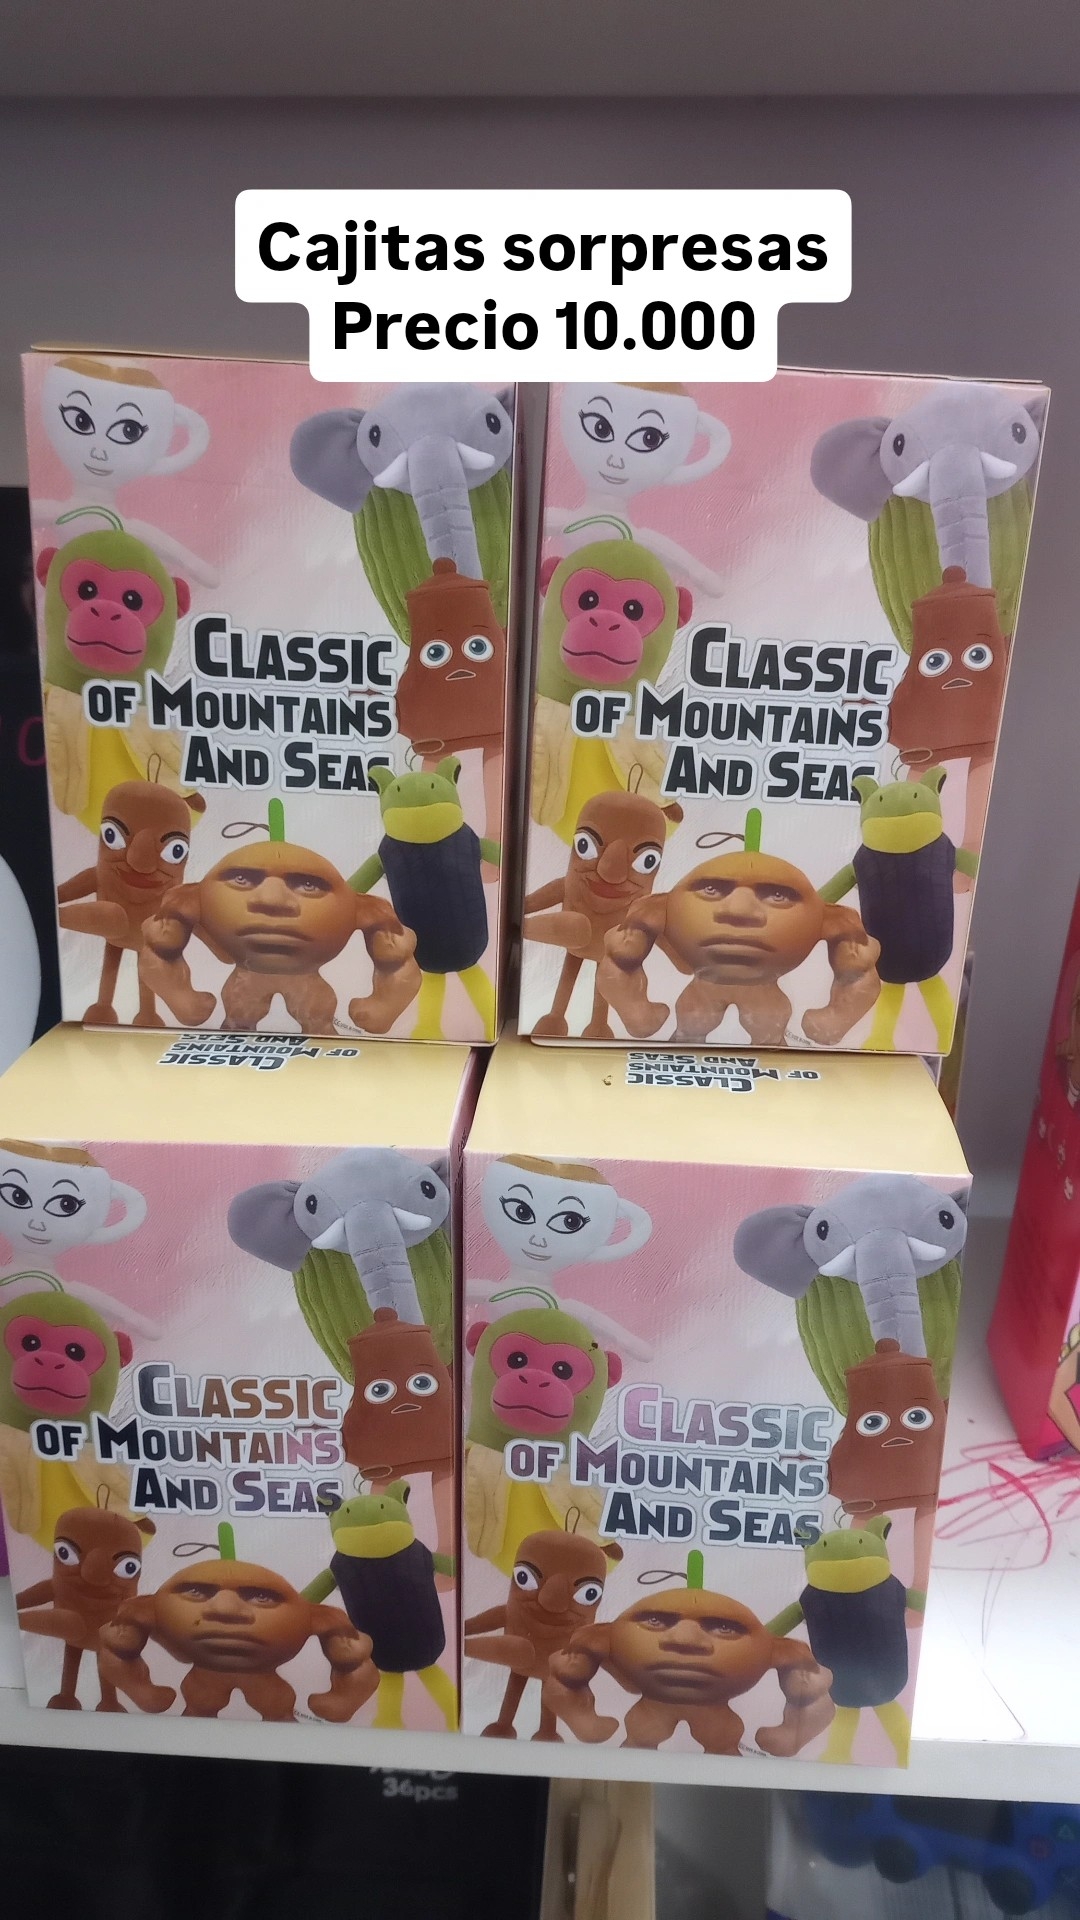 Cajitas sorpresas
Precio 10.000
CLASSIC
OF MOUNTAINS
AND SEAS
CLASSIC
OF MOUNTAINS
AND SEAS
CLASSIC
OF MOUNTAINS
AND SEAS
CLASSIC
OF MOUNTAINS
AND SEAS
CLASSIC
OF MOUNTAINS
AND SEAS
CLASSIC
OF MOUNTAINS
AND SEAS
36pcs